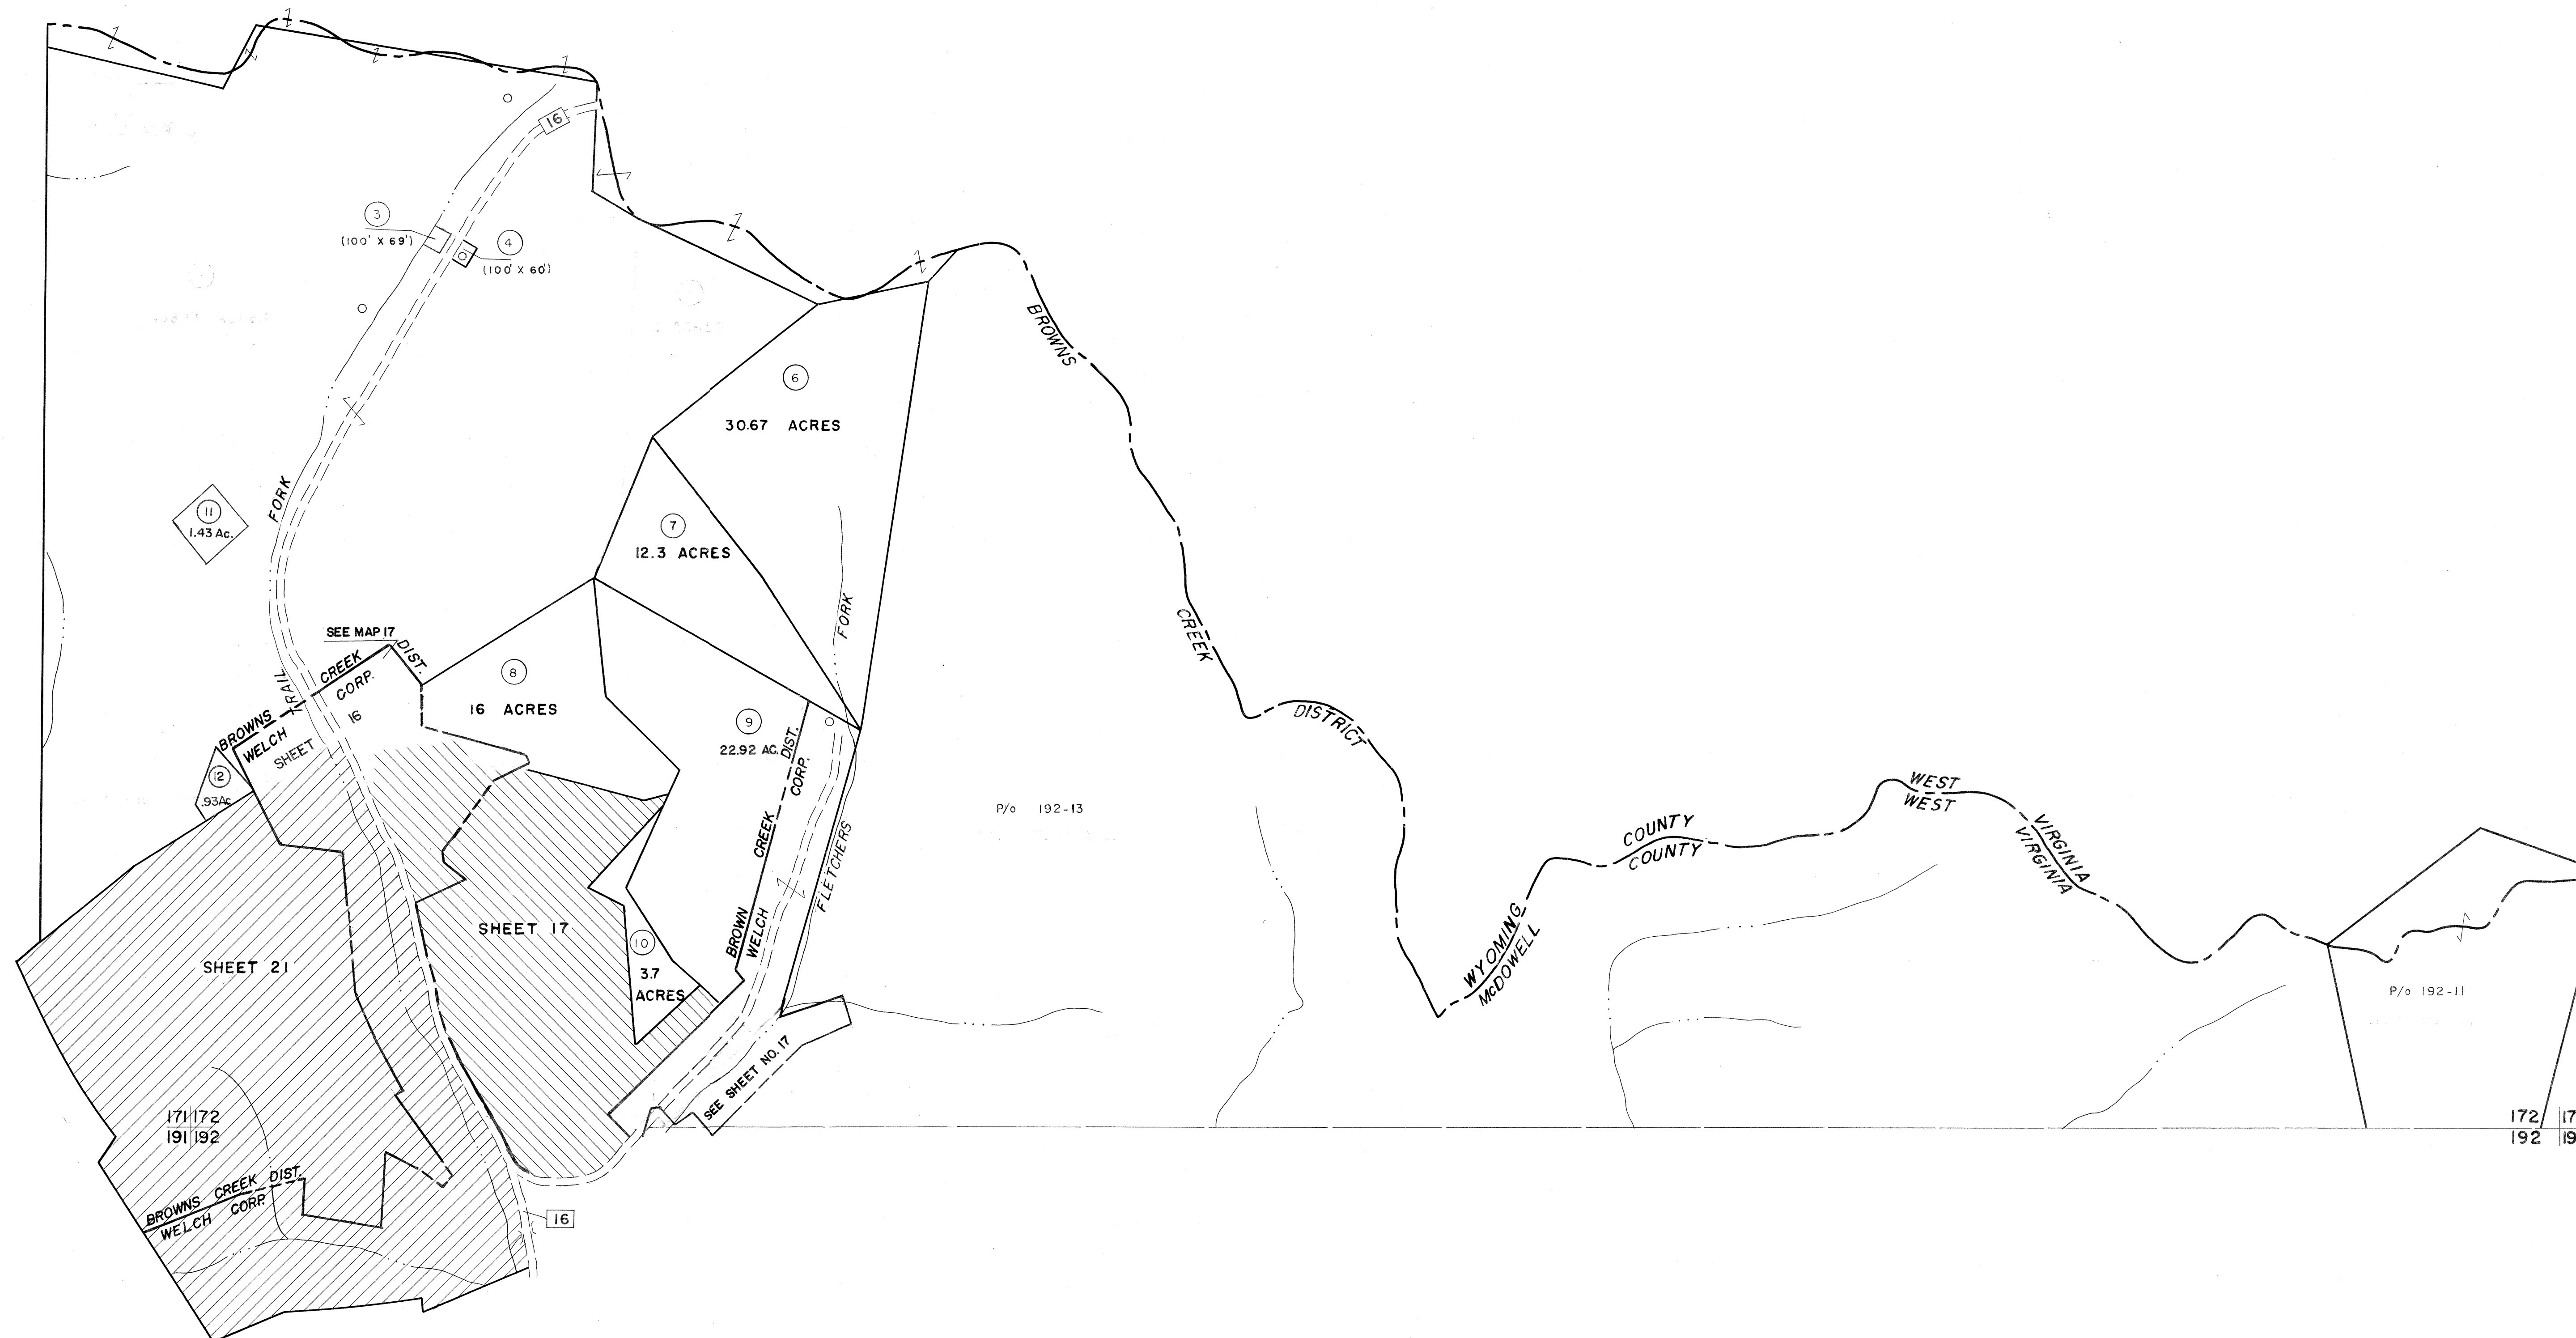 16
3
(100' X 69')
4
(100' X 60')
BROWNS
6
30.67 ACRES
FORK
11
1.43 Ac.
7
12.3 ACRES
FORK
CREEK
SEE MAP 17
BROWNS CREEK DIST.
WELCH CORP.
TRAIL
SHEET 16
8
16 ACRES
9
22.92 AC.
DISTRICT
12
.93Ac
BROWN CREEK DIST.
WELCH CORP.
P/o 192-13
FLETCHERS
WEST
WEST
VIRGINIA
VIRGINIA
COUNTY
COUNTY
WYOMING
McDOWELL
SHEET 17
10
3.7
ACRES
SHEET 21
P/o 192-11
SEE SHEET NO. 17
171 172
191 192
172 17
192 19
BROWNS CREEK DIST.
WELCH CORP.
16